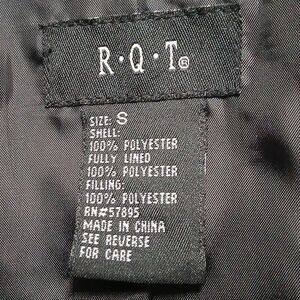 R·Q·T®
SIZE: S
SHELL:
100% POLYESTER
FULLY LINED
100% POLYESTER
FILLING:
100% POLYESTER
RN#57895
MADE IN CHINA
SEE REVERSE
FOR CARE